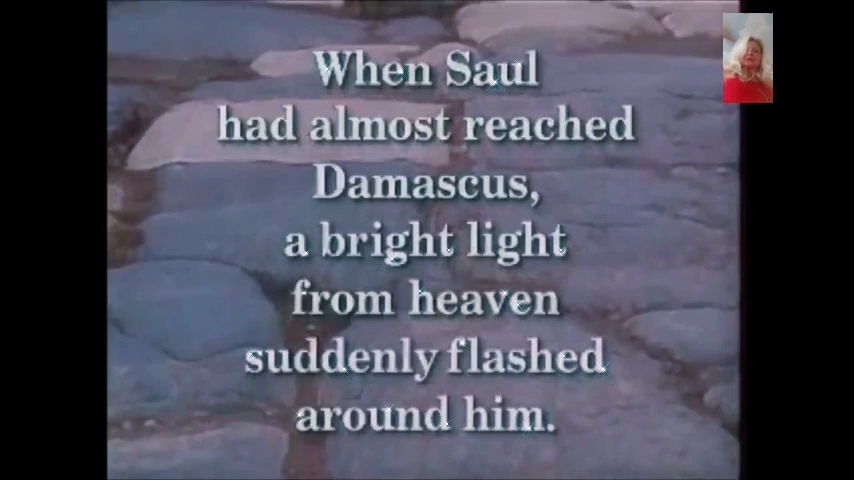 When Saul
had almost reached
Damascus,
a bright light
from heaven
suddenly flashed
around him.